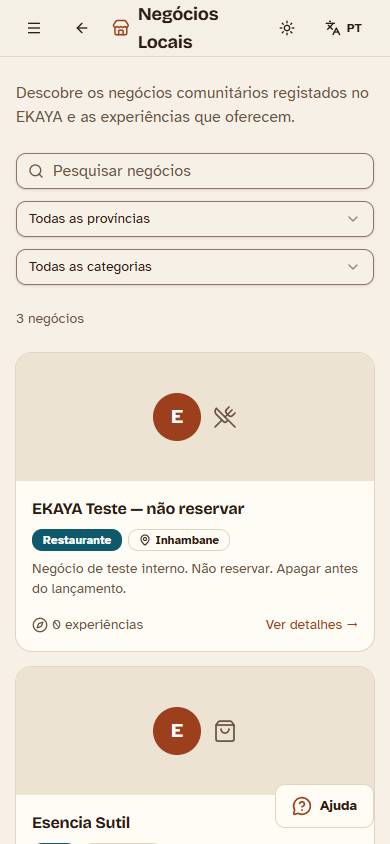 Negócios
Locais
PT
Descobre os negócios comunitários registados no
EKAYA e as experiências que oferecem.
Pesquisar negócios
Todas as províncias
Todas as categorias
3 negócios
E
EKAYA Teste — não reservar
Restaurante
Inhambane
Negócio de teste interno. Não reservar. Apagar antes
do lançamento.
0 experiências
Ver detalhes →
E
Esencia Sutil
Ajuda